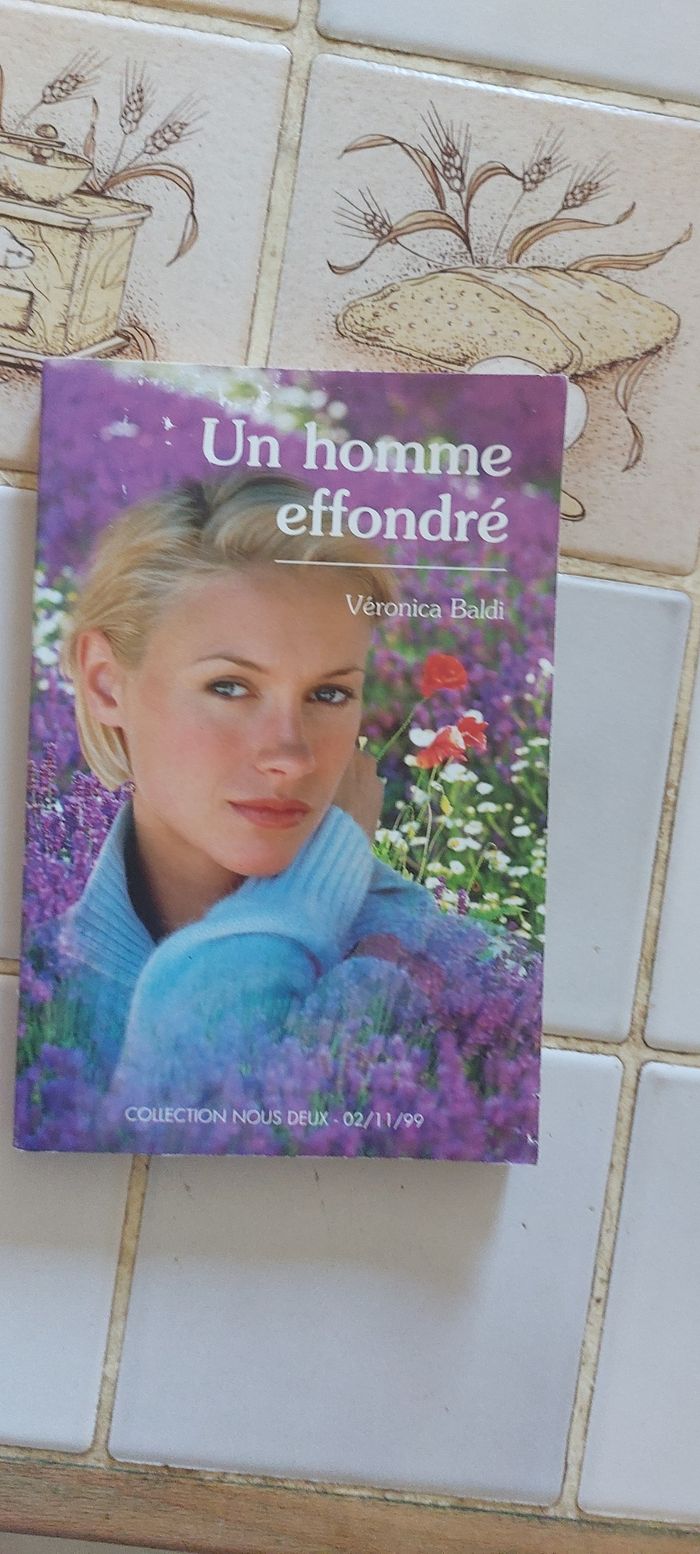 Un homme
effondré
Véronica Baldi
COLLECTION NOUS DEUX - 02/11/99